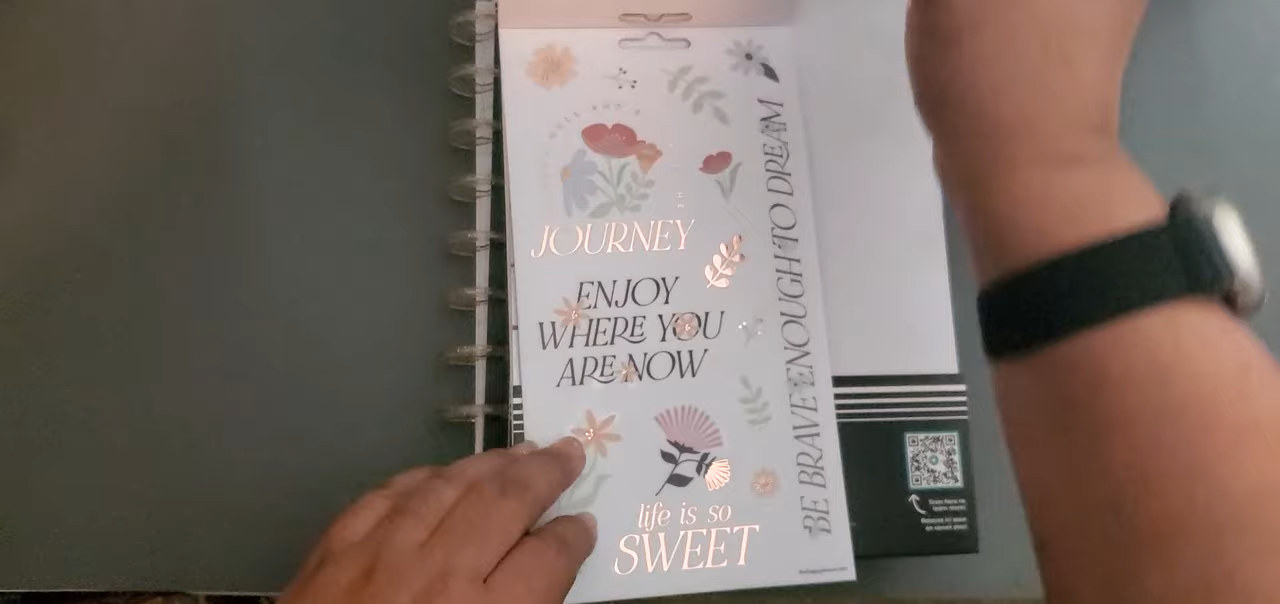 JOURNEY
ENJOY
WHERE YOU
ARE NOW
life is so
SWEET
BE BRAVE ENOUGH TO DREAM